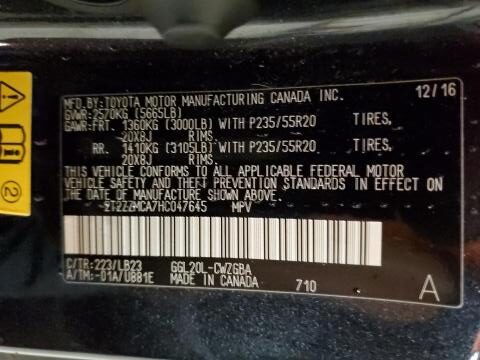 MFD.BY:TOYOTA MOTOR MANUFACTURING CANADA INC. 12/16
GVWR:2570KG (5665LB)
GAWR:FRT. 1360KG (3000LB) WITH P235/55R20 TIRES,
20X8J RIMS,
RR. 1410KG (3105LB) WITH P235/55R20 TIRES,
20X8J RIMS.
THIS VEHICLE CONFORMS TO ALL APPLICABLE FEDERAL MOTOR
VEHICLE SAFETY AND THEFT PREVENTION STANDARDS IN EFFECT ON
THE DATE OF MANUFACTURE SHOWN ABOVE.
2T2ZZMCA7HC047645 MPV
C/TR:223/LB23 GGL20L-CWZGBA
A/TM:-01A/UB81E MADE IN CANADA 710 A
2